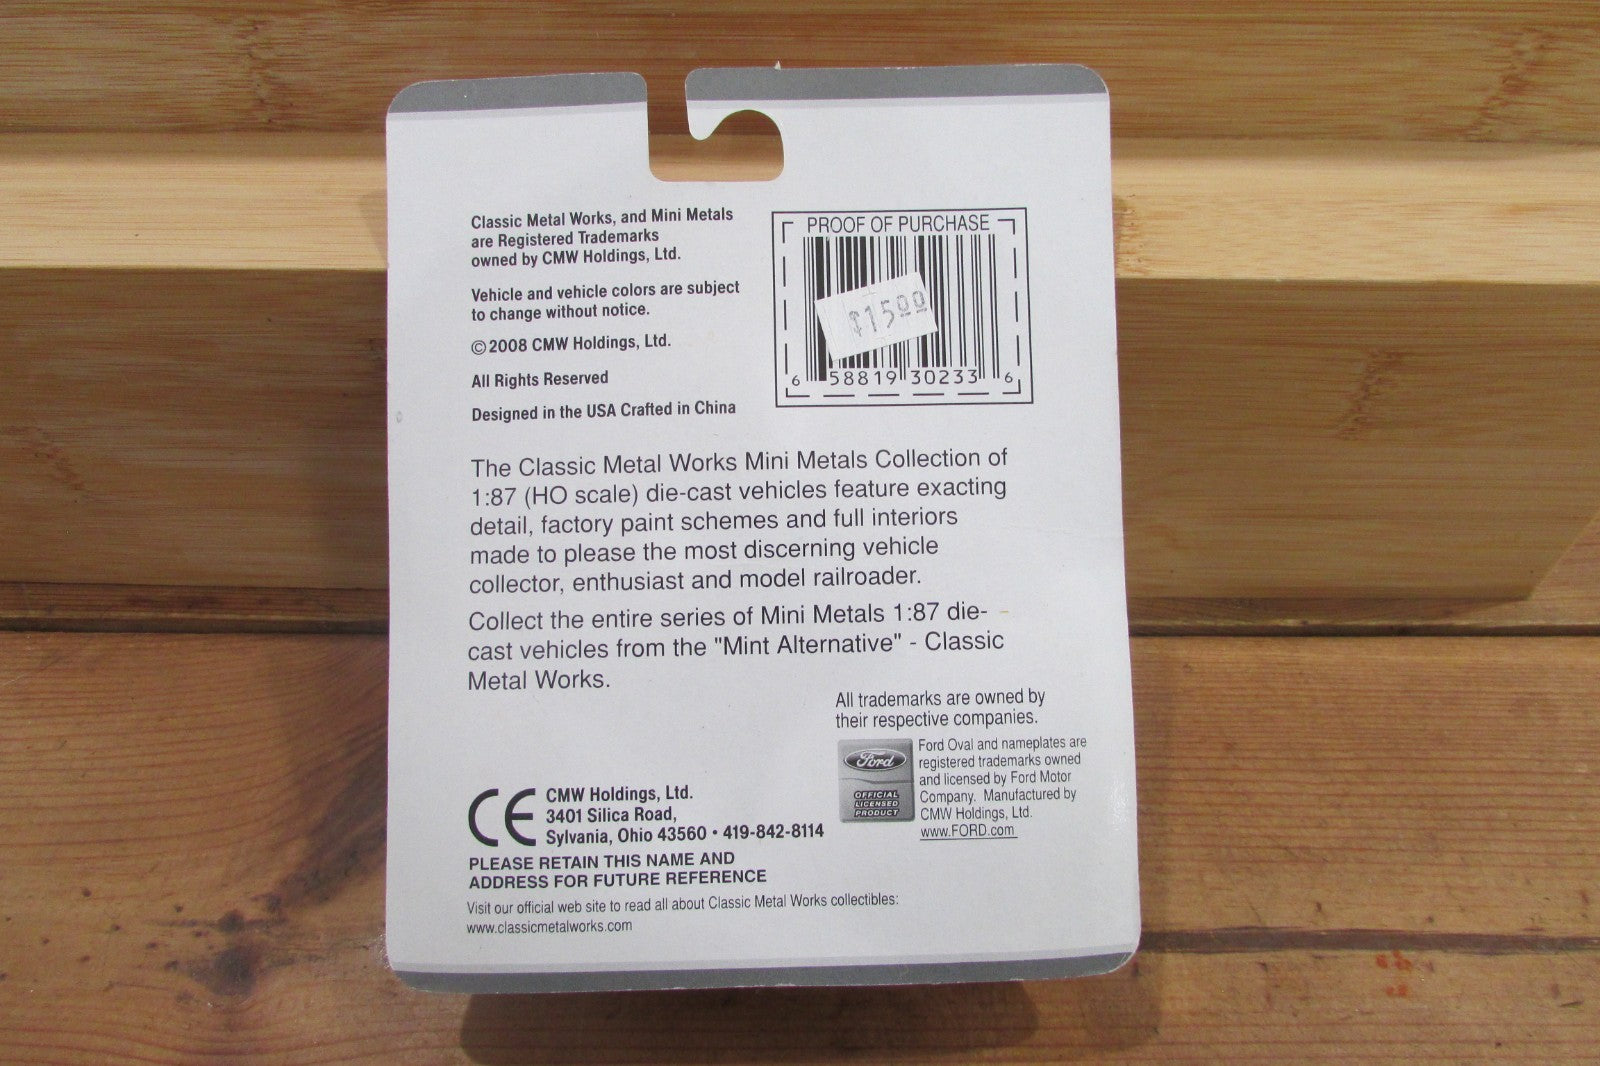 Classic Metal Works, and Mini Metals
are Registered Trademarks
owned by CMW Holdings, Ltd.
Vehicle and vehicle colors are subject
to change without notice.
©2008 CMW Holdings, Ltd.
All Rights Reserved
Designed in the USA Crafted in China
PROOF OF PURCHASE
$15.00
6 58819 30233 6
The Classic Metal Works Mini Metals Collection of
1:87 (HO scale) die-cast vehicles feature exacting
detail, factory paint schemes and full interiors
made to please the most discerning vehicle
collector, enthusiast and model railroader.
Collect the entire series of Mini Metals 1:87 die-
cast vehicles from the "Mint Alternative" - Classic
Metal Works.
All trademarks are owned by
their respective companies.
Ford
OFFICIAL
LICENSED
PRODUCT
Ford Oval and nameplates are
registered trademarks owned
and licensed by Ford Motor
Company. Manufactured by
CMW Holdings, Ltd.
www.FORD.com
CE
CMW Holdings, Ltd.
3401 Silica Road,
Sylvania, Ohio 43560 • 419-842-8114
PLEASE RETAIN THIS NAME AND
ADDRESS FOR FUTURE REFERENCE
Visit our official web site to read all about Classic Metal Works collectibles:
www.classicmetalworks.com